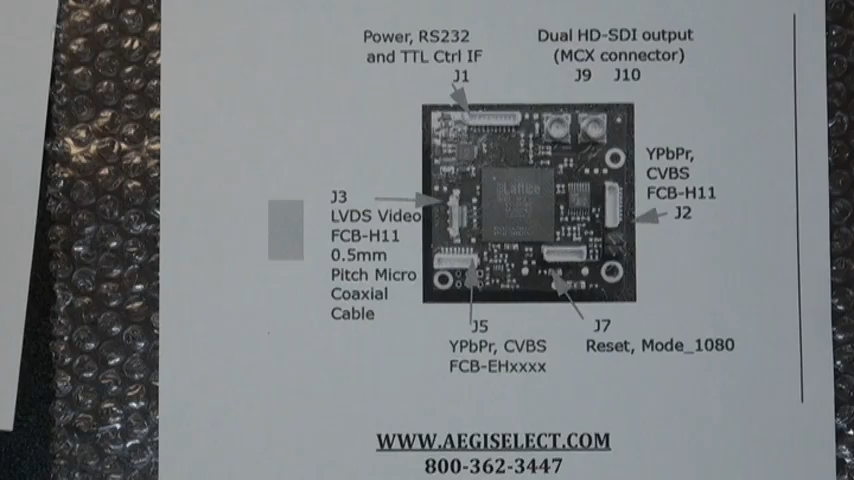 Power, RS232
and TTL Ctrl IF
J1
Dual HD-SDI output
(MCX connector)
J9 J10
YPbPr,
CVBS
FCB-H11
J2
J3
LVDS Video
FCB-H11
0.5mm
Pitch Micro
Coaxial
Cable
Lattice
J5
YPbPr, CVBS
FCB-EHxxxx
J7
Reset, Mode_1080
WWW.AEGISELECT.COM
800-362-3447